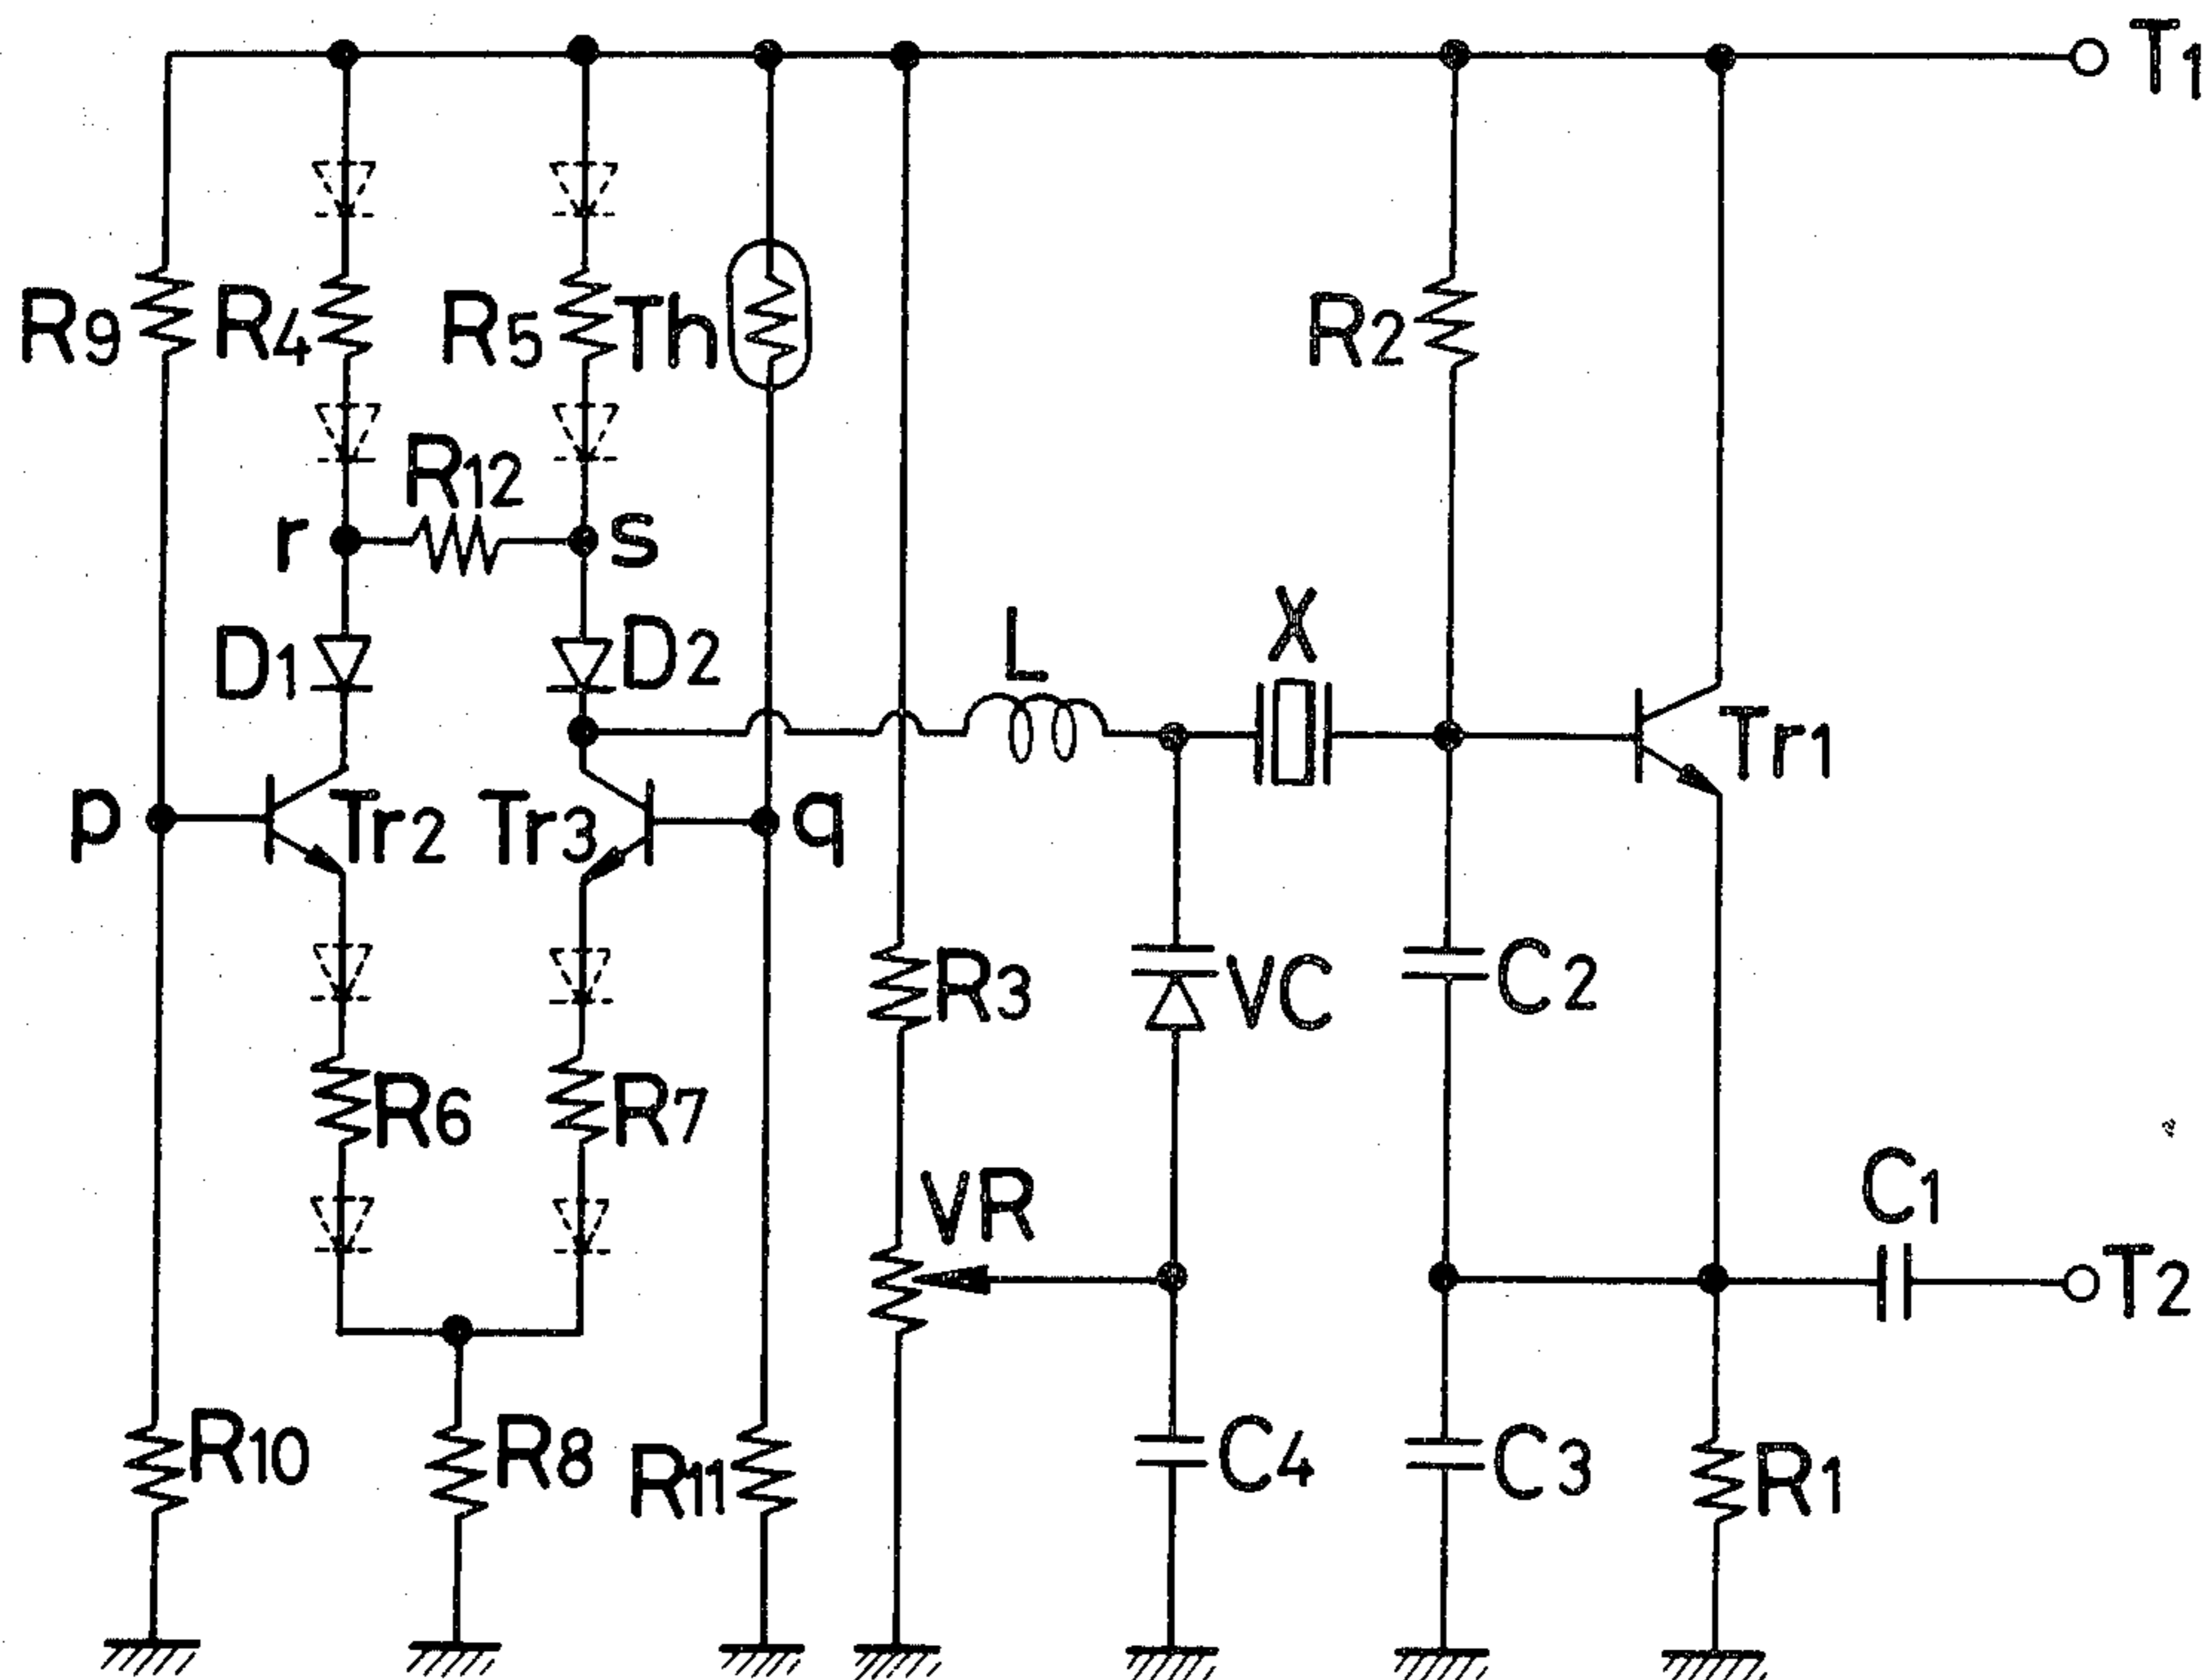 T1
R9
R4
R5
Th
R2
R12
r
s
D1
D2
L
X
Tr1
p
Tr2
Tr3
q
R3
VC
C2
R6
R7
VR
C1
T2
R10
R8
R11
C4
C3
R1